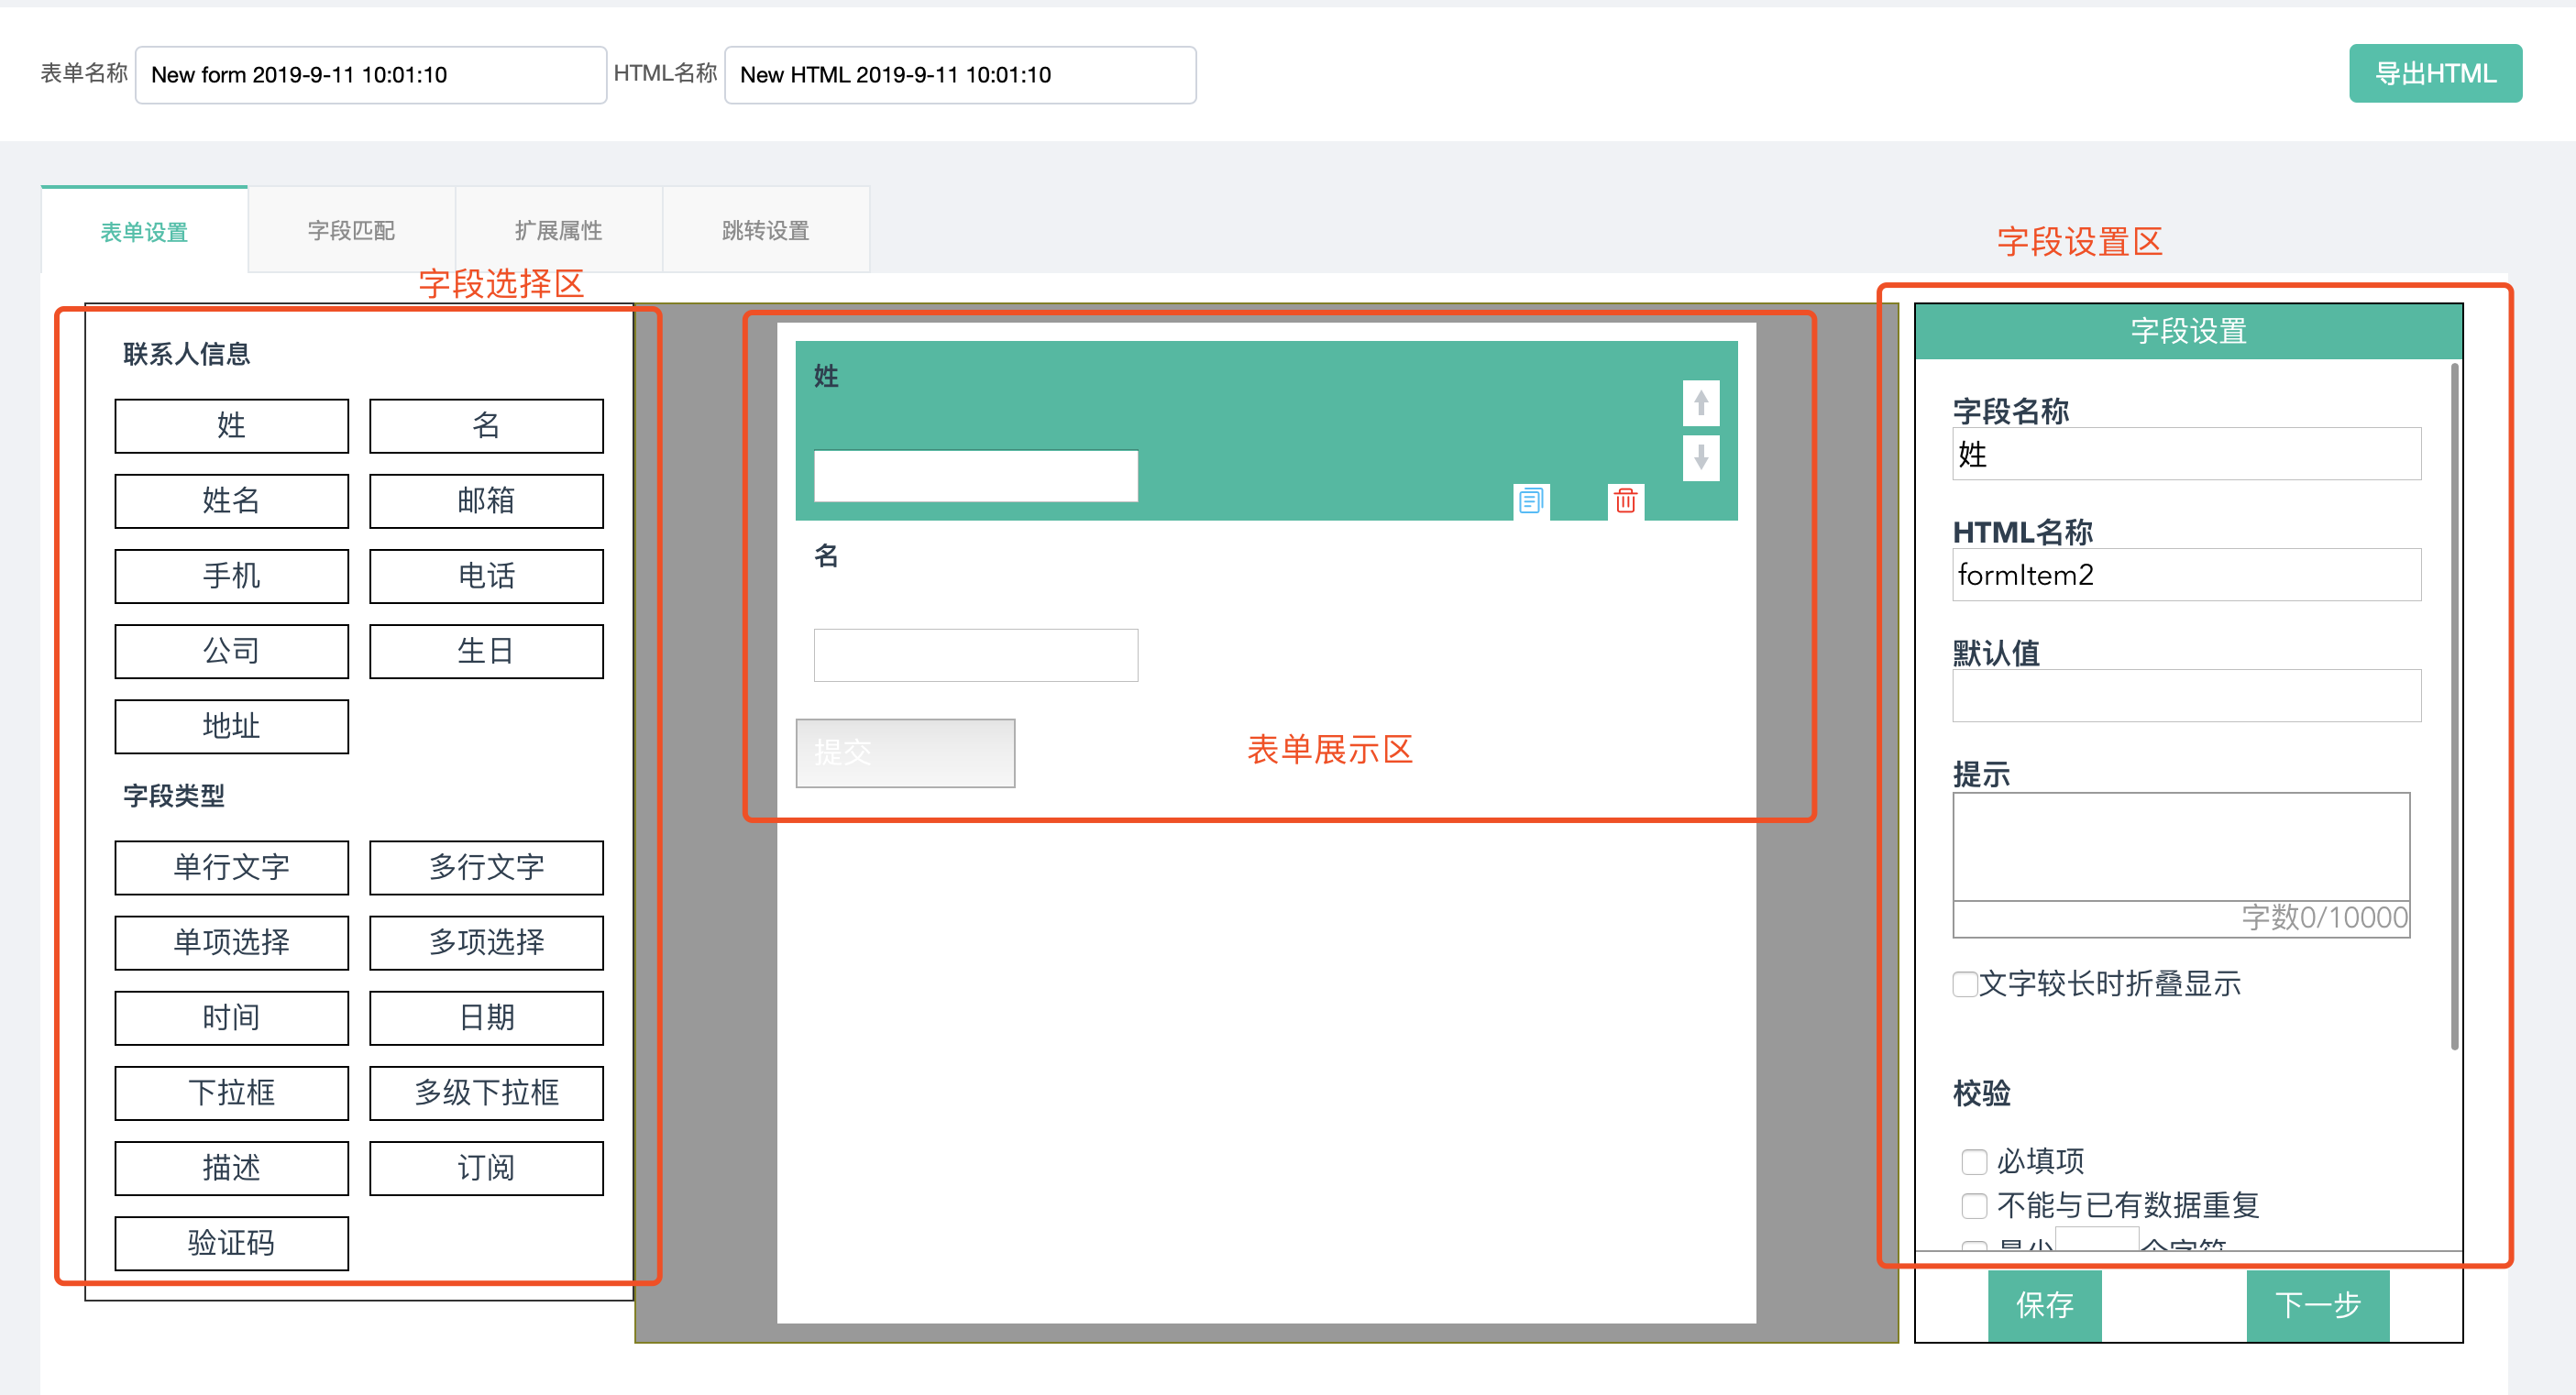 表单名称 New form 2019-9-11 10:01:10 HTML名称 New HTML 2019-9-11 10:01:10 导出HTML
表单设置 字段匹配 扩展属性 跳转设置
字段选择区
联系人信息
姓 名
姓名 邮箱
手机 电话
公司 生日
地址
字段类型
单行文字 多行文字
单项选择 多项选择
时间 日期
下拉框 多级下拉框
描述 订阅
验证码
姓
名
提交
表单展示区
字段设置区
字段设置
字段名称
姓
HTML名称
formItem2
默认值
提示
字数0/10000
文字较长时折叠显示
校验
必填项
不能与已有数据重复
最少 个字符
保存 下一步